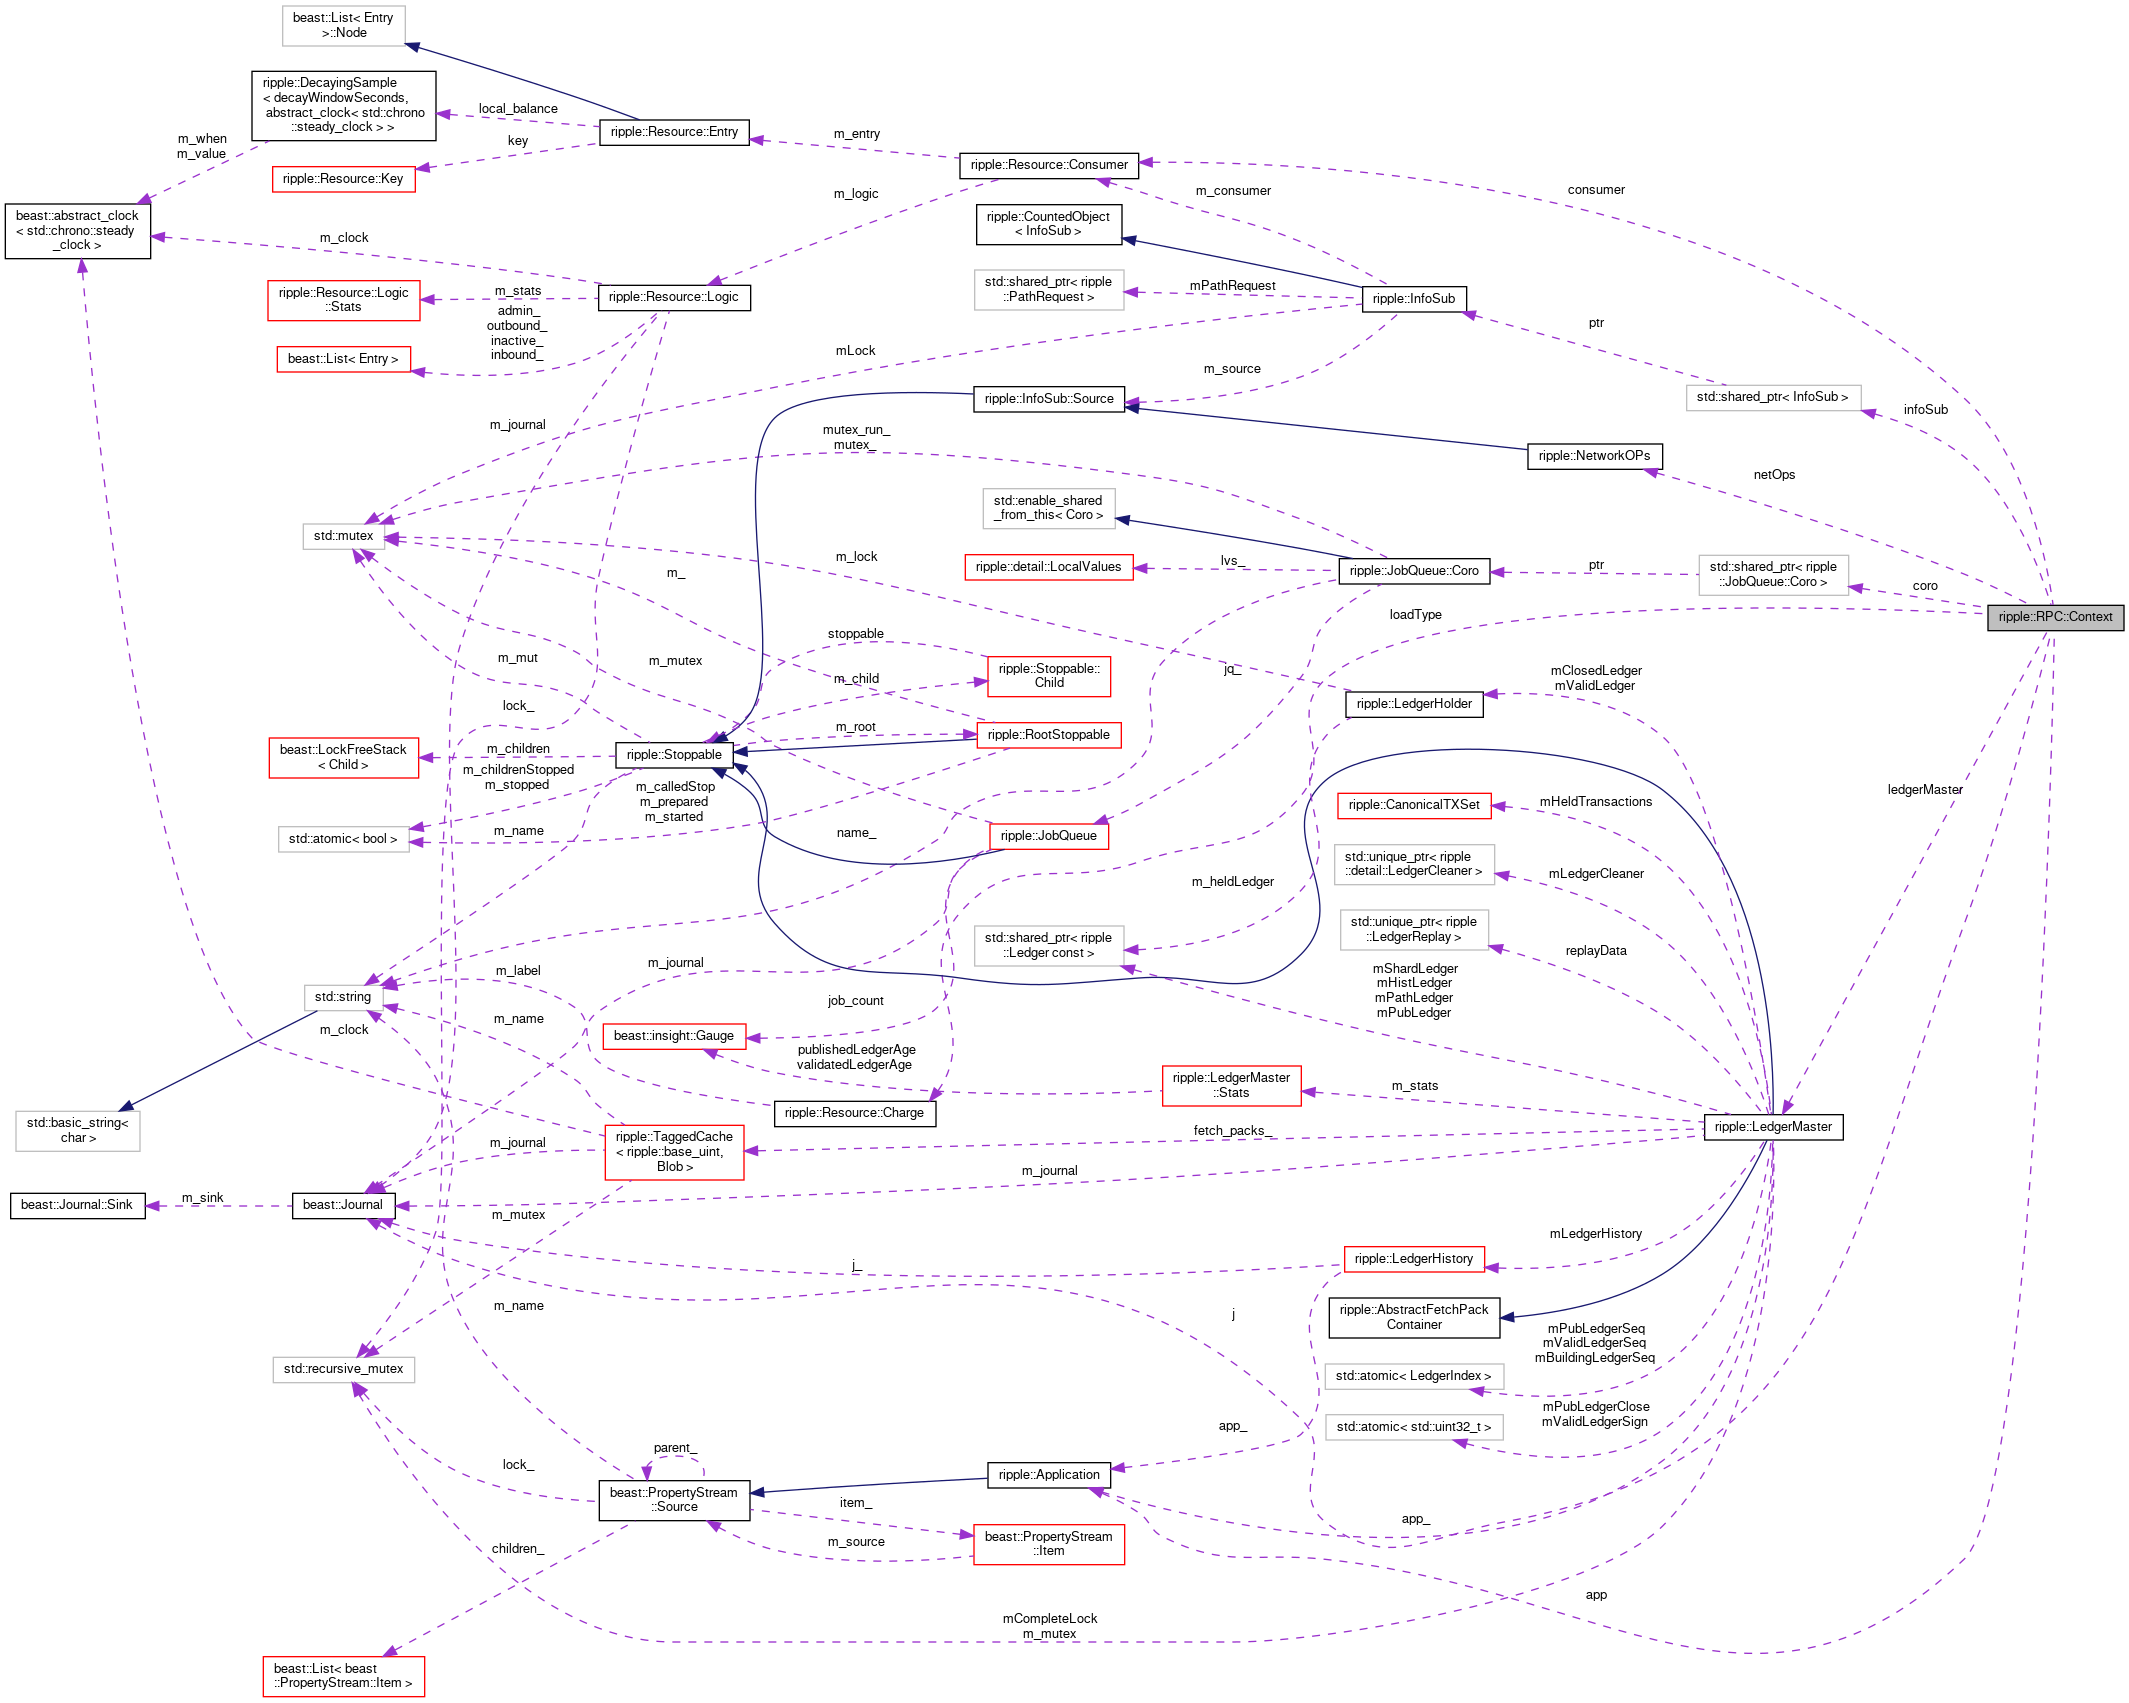 beast::List< Entry
>::Node
ripple::DecayingSample
< decayWindowSeconds,
abstract_clock< std::chrono
::steady_clock > >
local_balance
ripple::Resource::Entry
m_entry
m_when
m_value
key
ripple::Resource::Key
ripple::Resource::Consumer
consumer
m_consumer
m_logic
beast::abstract_clock
< std::chrono::steady
_clock >
m_clock
ripple::CountedObject
< InfoSub >
ripple::Resource::Logic
::Stats
m_stats
ripple::Resource::Logic
std::shared_ptr< ripple
::PathRequest >
mPathRequest
ripple::InfoSub
admin_
outbound_
inactive_
inbound_
beast::List< Entry >
ptr
mLock
m_source
ripple::InfoSub::Source
std::shared_ptr< InfoSub >
infoSub
m_journal
mutex_run_
mutex_
ripple::NetworkOPs
netOps
std::enable_shared
_from_this< Coro >
std::mutex
m_lock
m_
ripple::detail::LocalValues
lvs_
ripple::JobQueue::Coro
ptr
std::shared_ptr< ripple
::JobQueue::Coro >
coro
ripple::RPC::Context
loadType
stoppable
m_mut
m_mutex
m_child
ripple::Stoppable::
Child
jq_
mClosedLedger
mValidLedger
lock_
ripple::LedgerHolder
m_root
ripple::RootStoppable
beast::LockFreeStack
< Child >
m_children
ripple::Stoppable
m_childrenStopped
m_stopped
m_calledStop
m_prepared
m_started
ledgerMaster
ripple::CanonicalTXSet
mHeldTransactions
std::atomic< bool >
m_name
name_
ripple::JobQueue
std::unique_ptr< ripple
::detail::LedgerCleaner >
mLedgerCleaner
m_heldLedger
std::unique_ptr< ripple
::LedgerReplay >
replayData
std::shared_ptr< ripple
::Ledger const >
m_label
m_journal
mShardLedger
mHistLedger
mPathLedger
mPubLedger
std::string
job_count
m_clock
m_name
beast::insight::Gauge
publishedLedgerAge
validatedLedgerAge
ripple::LedgerMaster
::Stats
m_stats
std::basic_string<
char >
ripple::Resource::Charge
ripple::LedgerMaster
ripple::TaggedCache
< ripple::base_uint,
Blob >
m_journal
fetch_packs_
m_journal
beast::Journal::Sink
m_sink
beast::Journal
m_mutex
mLedgerHistory
j_
ripple::LedgerHistory
m_name
j
ripple::AbstractFetchPack
Container
mPubLedgerSeq
mValidLedgerSeq
mBuildingLedgerSeq
std::recursive_mutex
std::atomic< LedgerIndex >
mPubLedgerClose
mValidLedgerSign
app_
std::atomic< std::uint32_t >
parent_
lock_
beast::PropertyStream
::Source
ripple::Application
item_
app_
m_source
beast::PropertyStream
::Item
children_
app
mCompleteLock
m_mutex
beast::List< beast
::PropertyStream::Item >